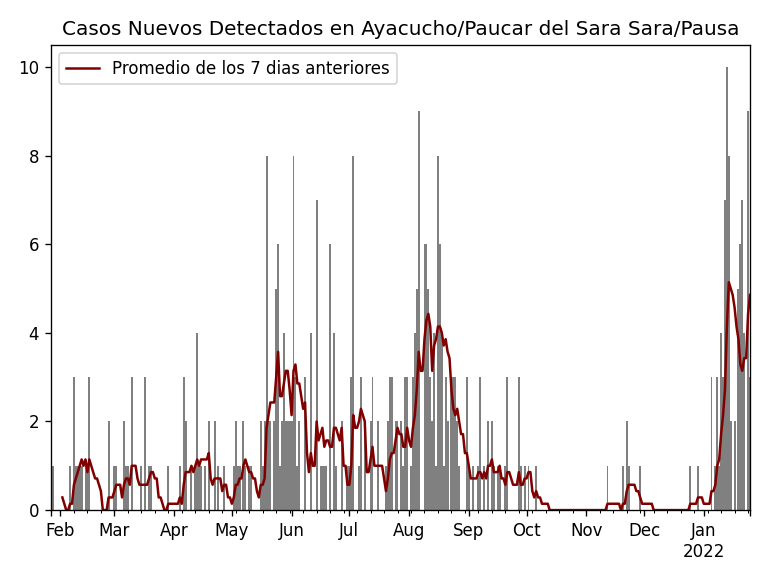 Casos Nuevos Detectados en Ayacucho/Paucar del Sara Sara/Pausa
Promedio de los 7 dias anteriores
10
8
6
4
2
0
Feb Mar Apr May Jun Jul Aug Sep Oct Nov Dec Jan
2022